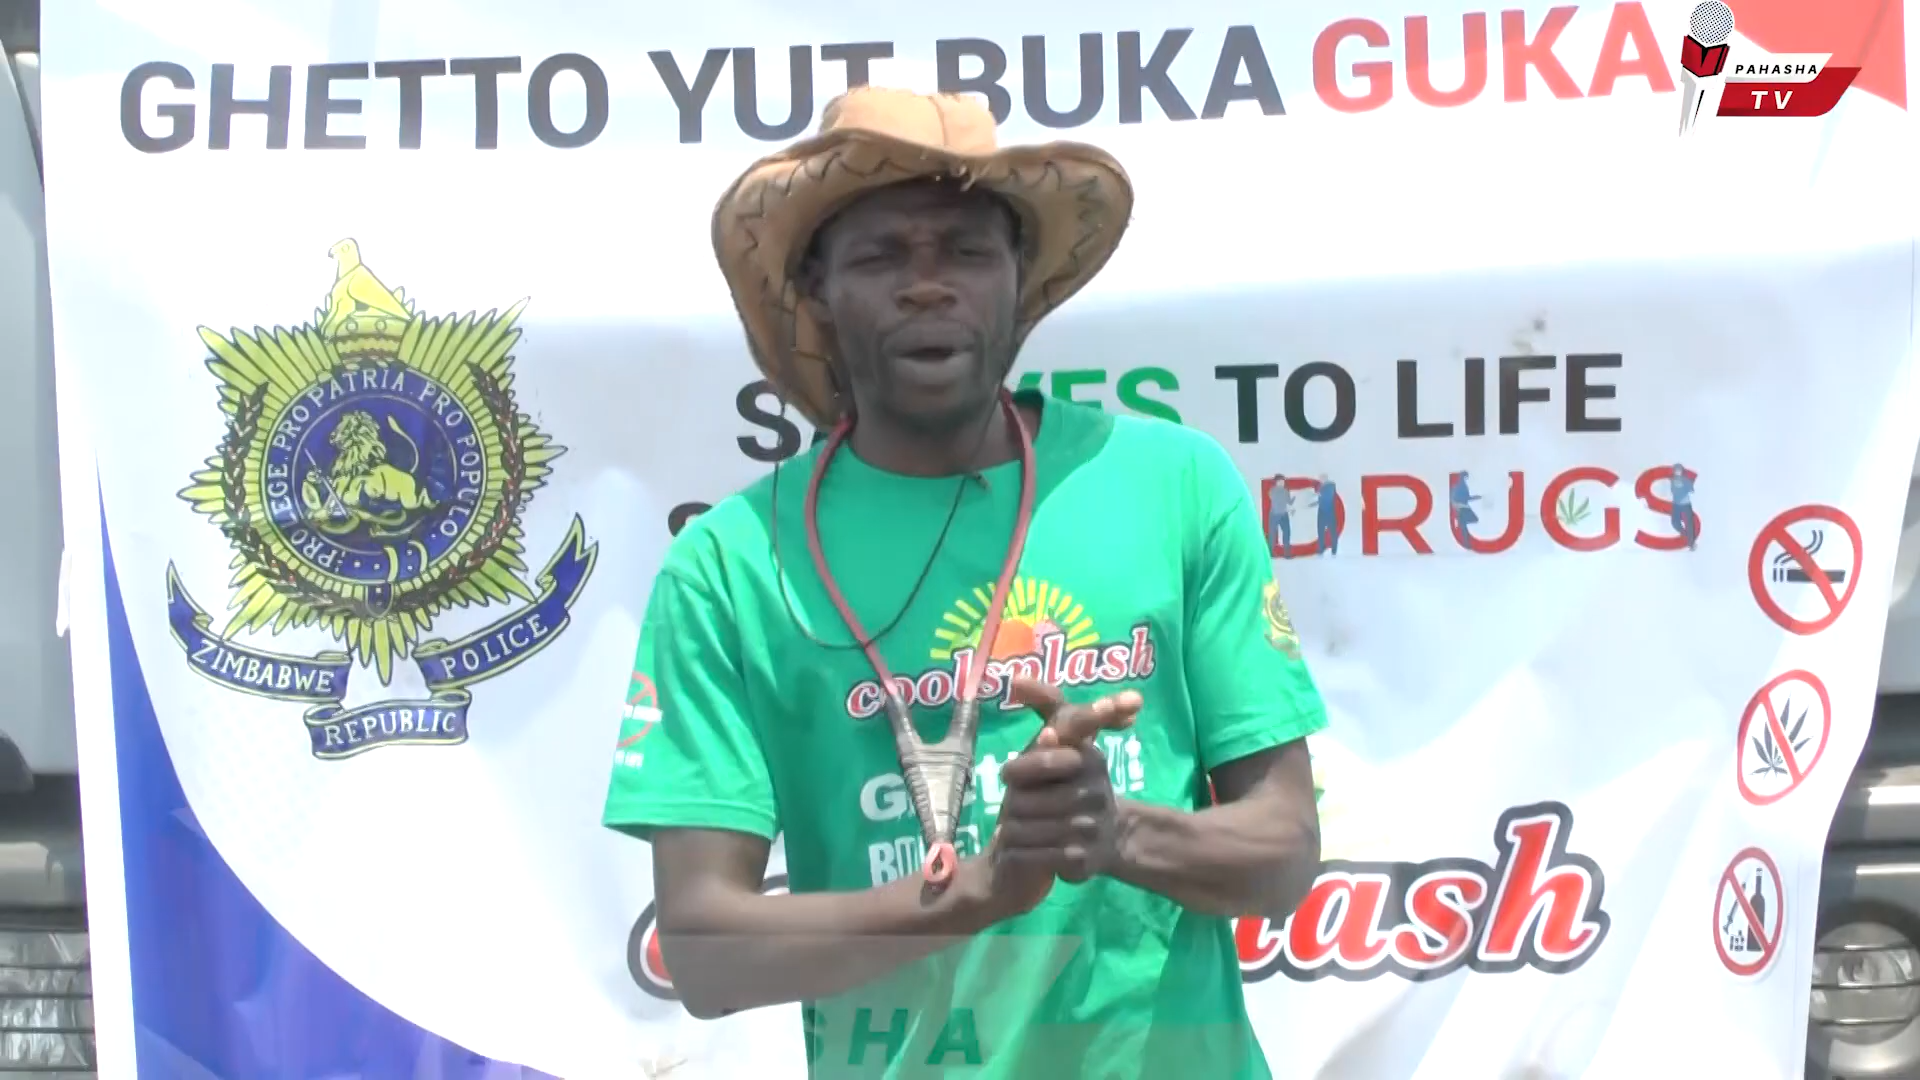 GHETTO YUT BUKA GUKA
PAHASHA
TV
YES TO LIFE
DRUGS
PRO LEGE. PRO PATRIA. PRO POPULO.
ZIMBABWE
REPUBLIC
POLICE
coolsplash